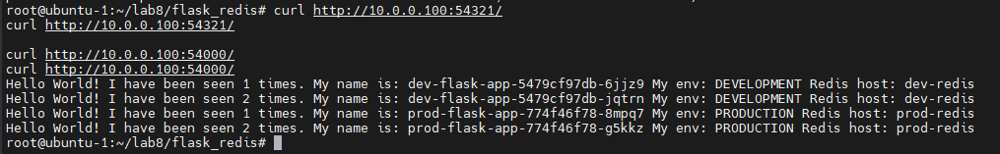 root@ubuntu-1:~/lab8/flask_redis# curl http://10.0.0.100:54321/
curl http://10.0.0.100:54321/
curl http://10.0.0.100:54000/
curl http://10.0.0.100:54000/
Hello World! I have been seen 1 times. My name is: dev-flask-app-5479cf97db-6jjz9 My env: DEVELOPMENT Redis host: dev-redis
Hello World! I have been seen 2 times. My name is: dev-flask-app-5479cf97db-jqtrn My env: DEVELOPMENT Redis host: dev-redis
Hello World! I have been seen 1 times. My name is: prod-flask-app-774f46f78-8mpq7 My env: PRODUCTION Redis host: prod-redis
Hello World! I have been seen 2 times. My name is: prod-flask-app-774f46f78-g5kkz My env: PRODUCTION Redis host: prod-redis
root@ubuntu-1:~/lab8/flask_redis#